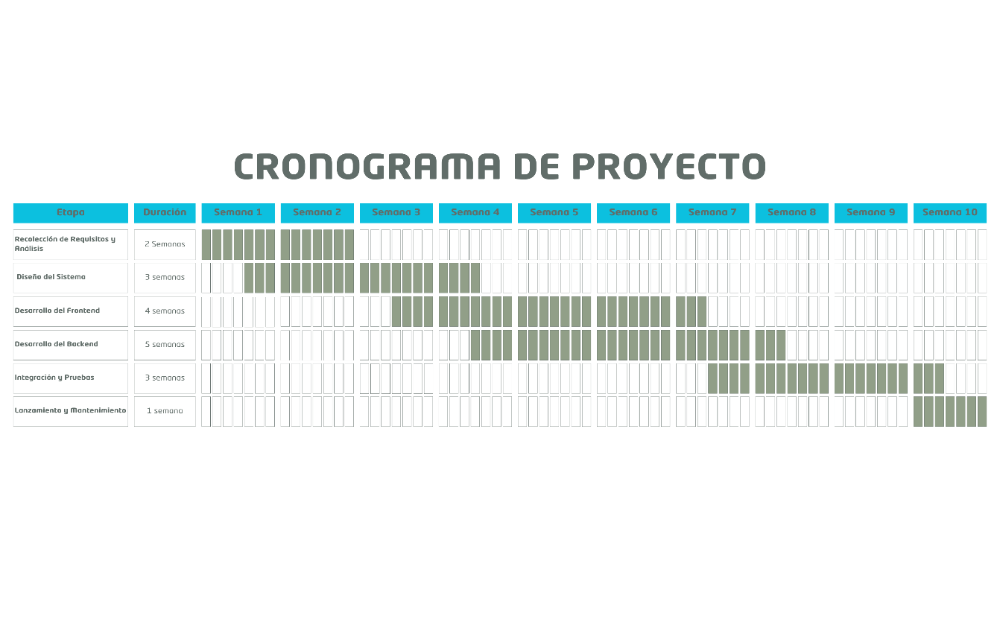 CRONOGRAMA DE PROYECTO
Etapa Duración Semana 1 Semana 2 Semana 3 Semana 4 Semana 5 Semana 6 Semana 7 Semana 8 Semana 9 Semana 10
Recolección de Requisitos y
Análisis
2 Semanas
Diseño del Sistema 3 semanas
Desarrollo del Frontend 4 semanas
Desarrollo del Backend 5 semanas
Integración y Pruebas 3 semanas
Lanzamiento y Mantenimiento 1 semana